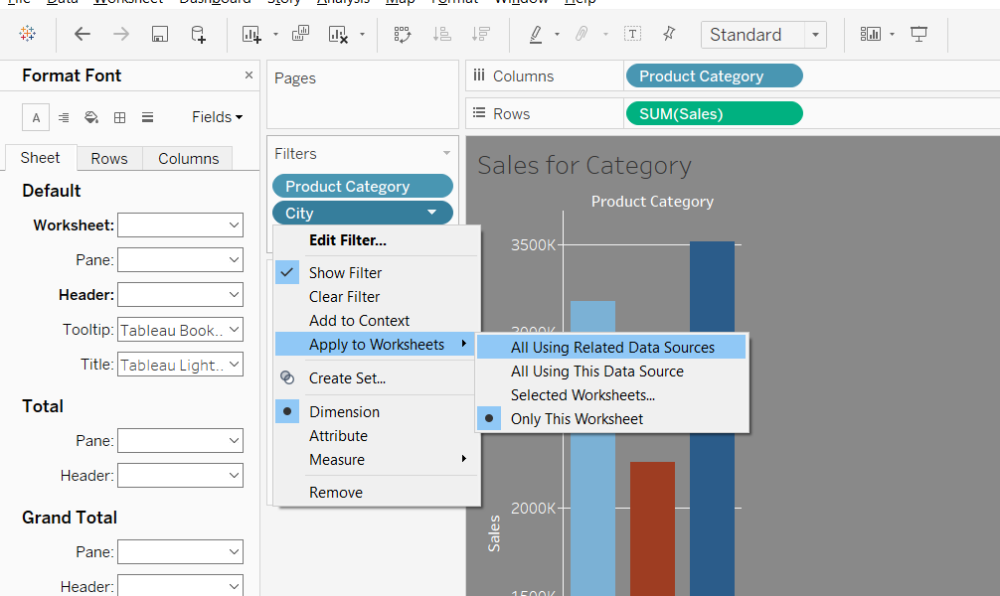 File Data Worksheet Dashboard Story Analysis Map Format Window Help
Standard
Format Font
Fields
Sheet Rows Columns
Default
Worksheet:
Pane:
Header:
Tooltip: Tableau Book..
Title: Tableau Light..
Total
Pane:
Header:
Grand Total
Pane:
Header:
Pages
Filters
Product Category
City
Edit Filter...
Show Filter
Clear Filter
Add to Context
Apply to Worksheets
Create Set...
Dimension
Attribute
Measure
Remove
All Using Related Data Sources
All Using This Data Source
Selected Worksheets...
Only This Worksheet
Columns Product Category
Rows SUM(Sales)
Sales for Category
Product Category
3500K
3000K
2000K
1500K
Sales